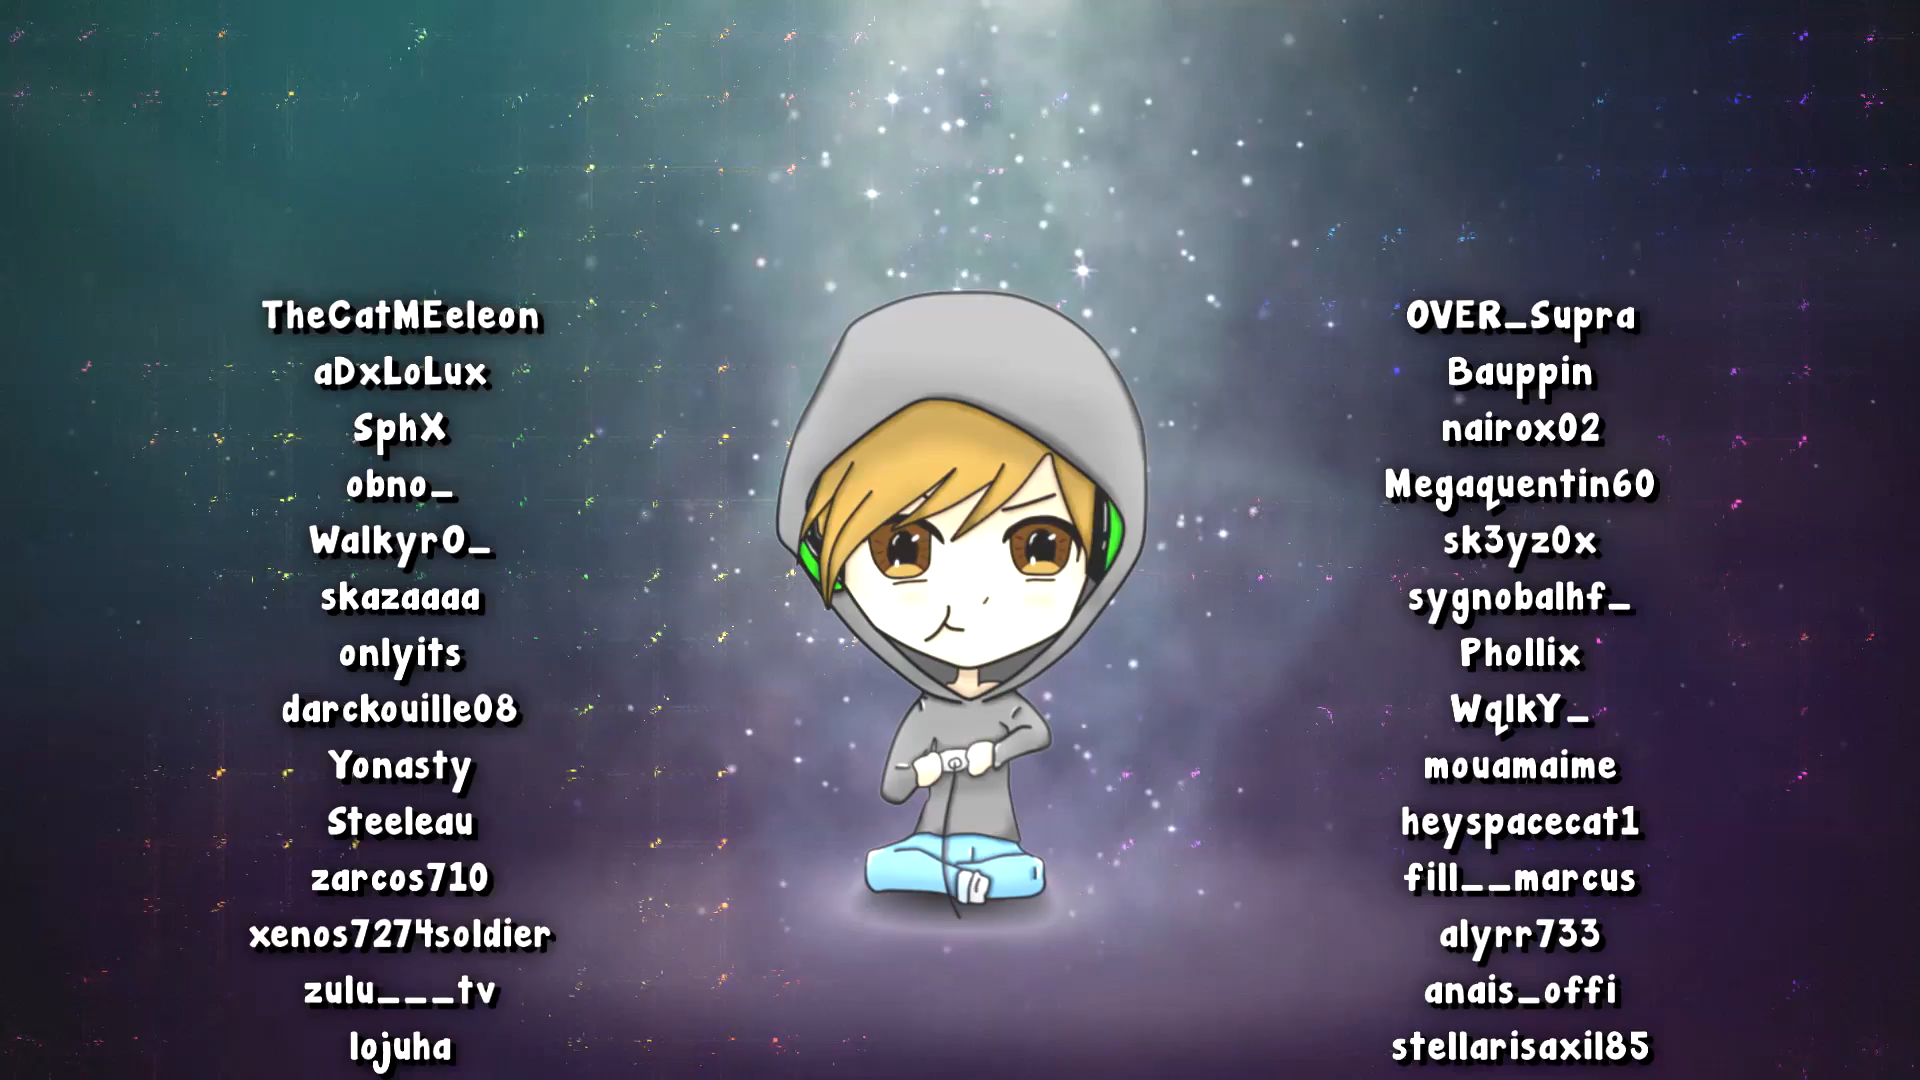 TheCatMEeleon
aDxLoLux
SphX
obno_
Walkyr0_
skazaaaa
onlyits
darckouille08
Yonasty
Steeleau
zarcos710
xenos7274soldier
zulu___tv
lojuha
OVER_Supra
Bauppin
nairox02
Megaquentin60
sk3yz0x
sygnobalhf_
Phollix
WqlkY_
mouamaime
heyspacecat1
fill__marcus
alyrr733
anais_offi
stellarisaxil85